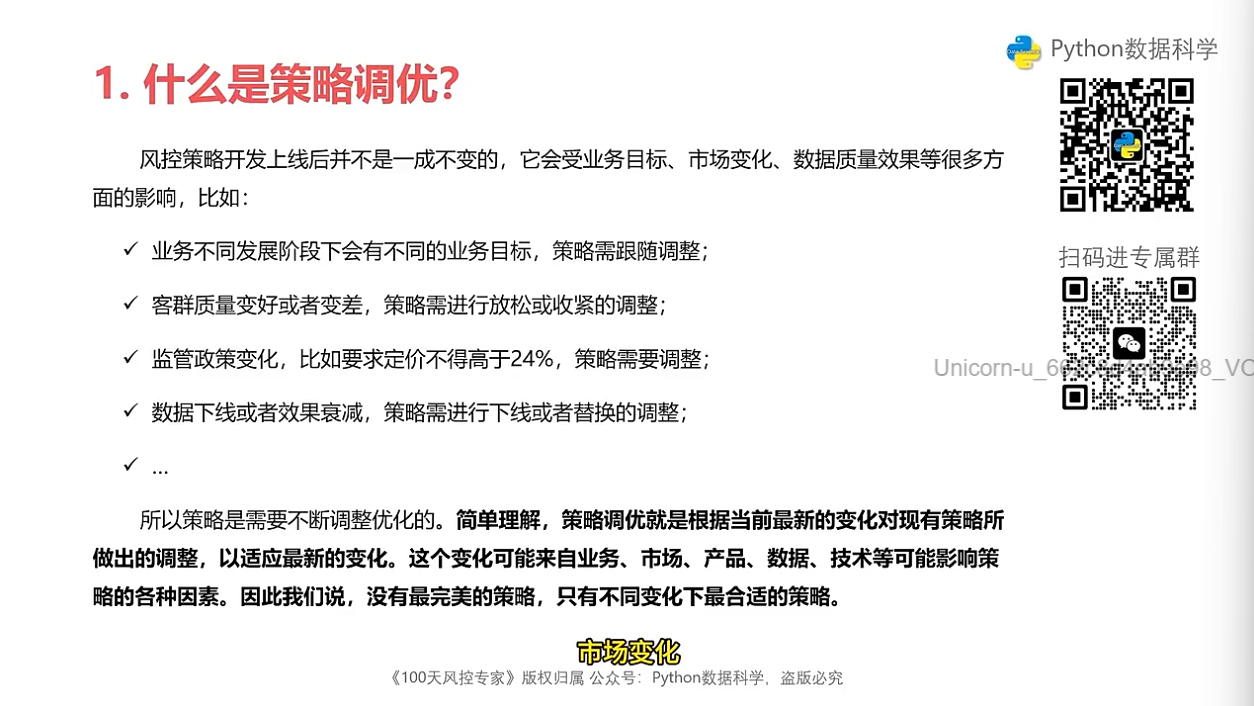 Python数据科学
1. 什么是策略调优？
风控策略开发上线后并不是一成不变的，它会受业务目标、市场变化、数据质量效果等很多方
面的影响，比如：
✓ 业务不同发展阶段下会有不同的业务目标，策略需跟随调整；
✓ 客群质量变好或者变差，策略需进行放松或收紧的调整；
✓ 监管政策变化，比如要求定价不得高于24%，策略需要调整；
✓ 数据下线或者效果衰减，策略需进行下线或者替换的调整；
✓ ...
扫码进专属群
所以策略是需要不断调整优化的。简单理解，策略调优就是根据当前最新的变化对现有策略所
做出的调整，以适应最新的变化。这个变化可能来自业务、市场、产品、数据、技术等可能影响策
略的各种因素。因此我们说，没有最完美的策略，只有不同变化下最合适的策略。
市场变化
《100天风控专家》版权归属 公众号：Python数据科学，盗版必究